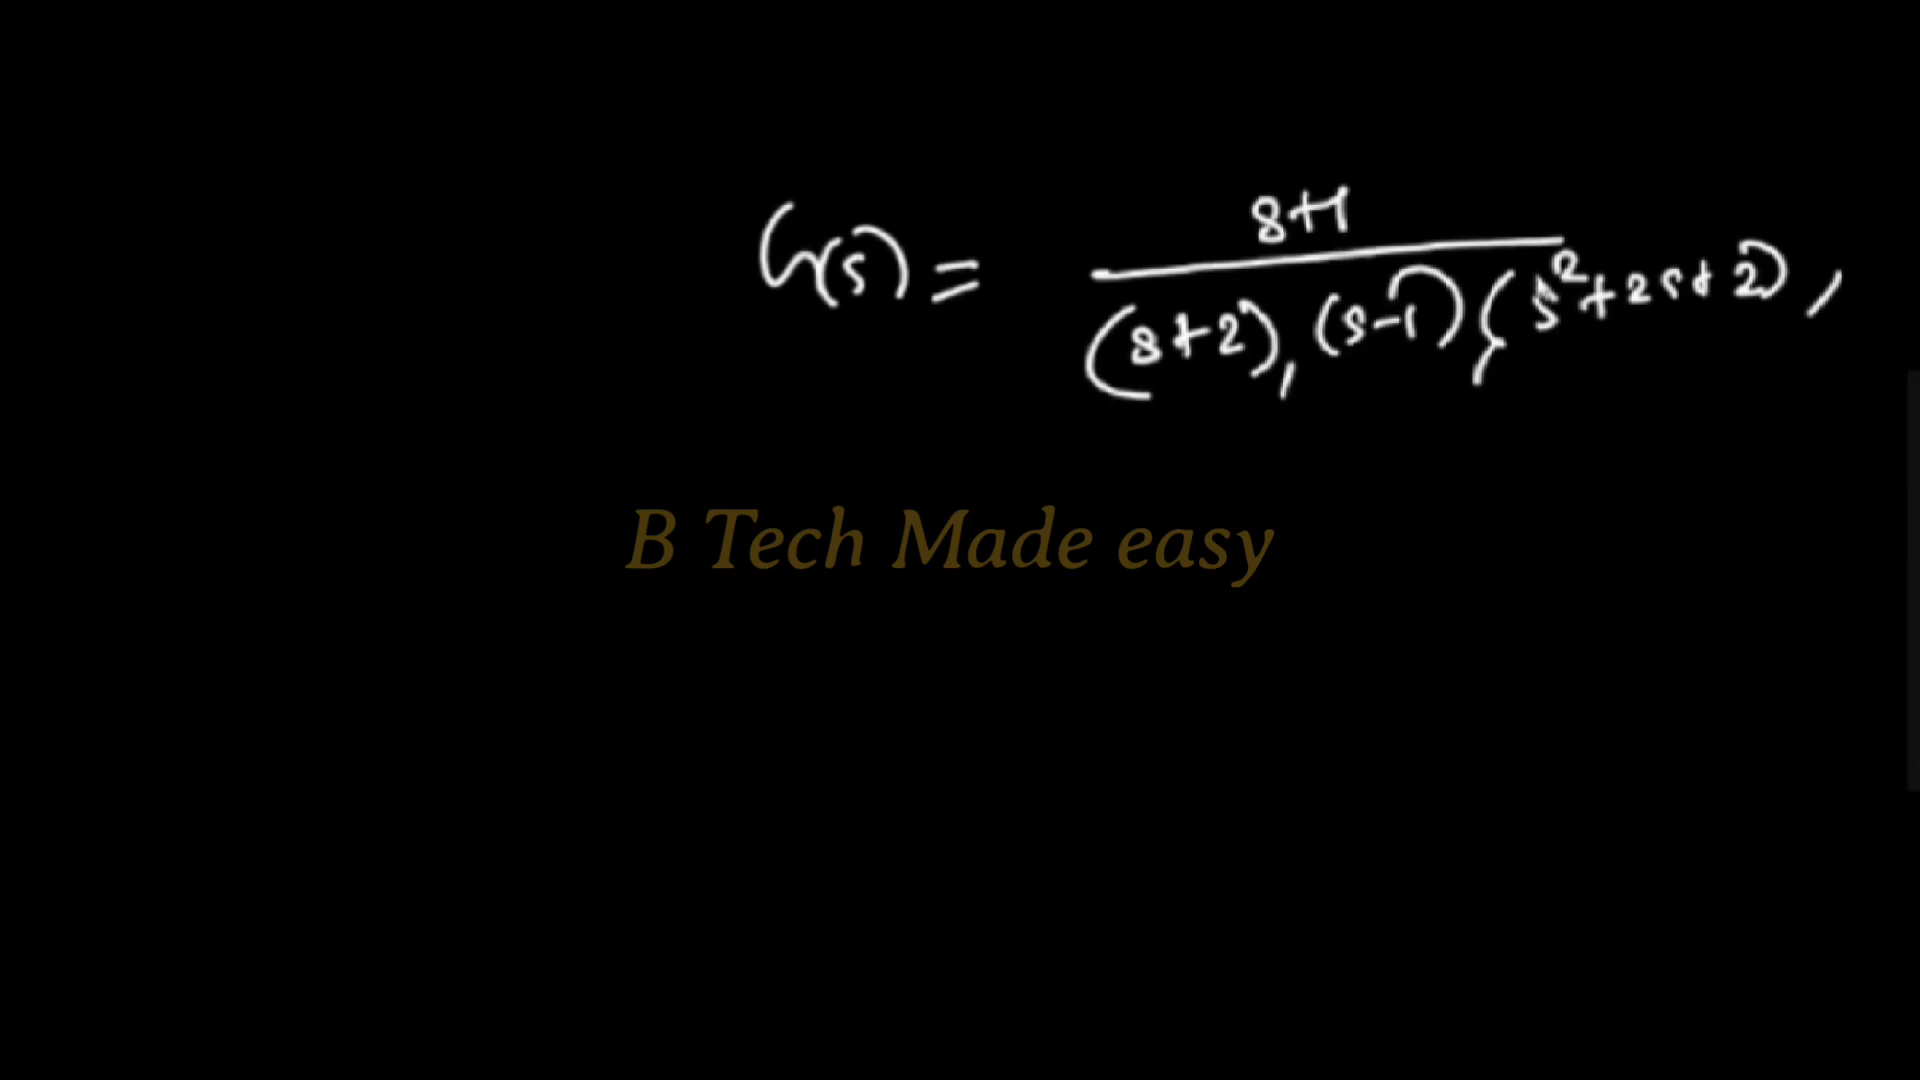 G(s) = s+1
(s+2), (s-1) (s²+2s+2),
B Tech Made easy